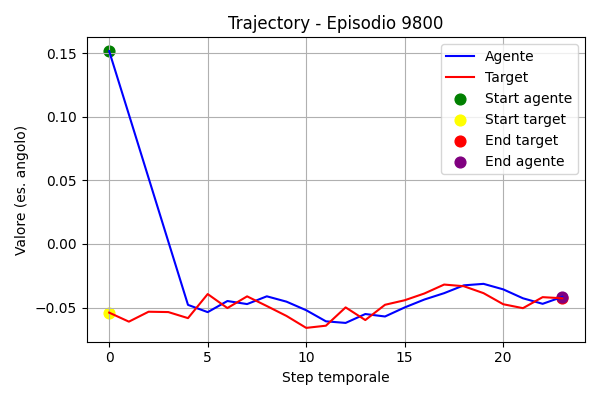 Trajectory - Episodio 9800
Agente
Target
Start agente
Start target
End target
End agente
Valore (es. angolo)
0.15
0.10
0.05
0.00
−0.05
0
5
10
15
20
Step temporale